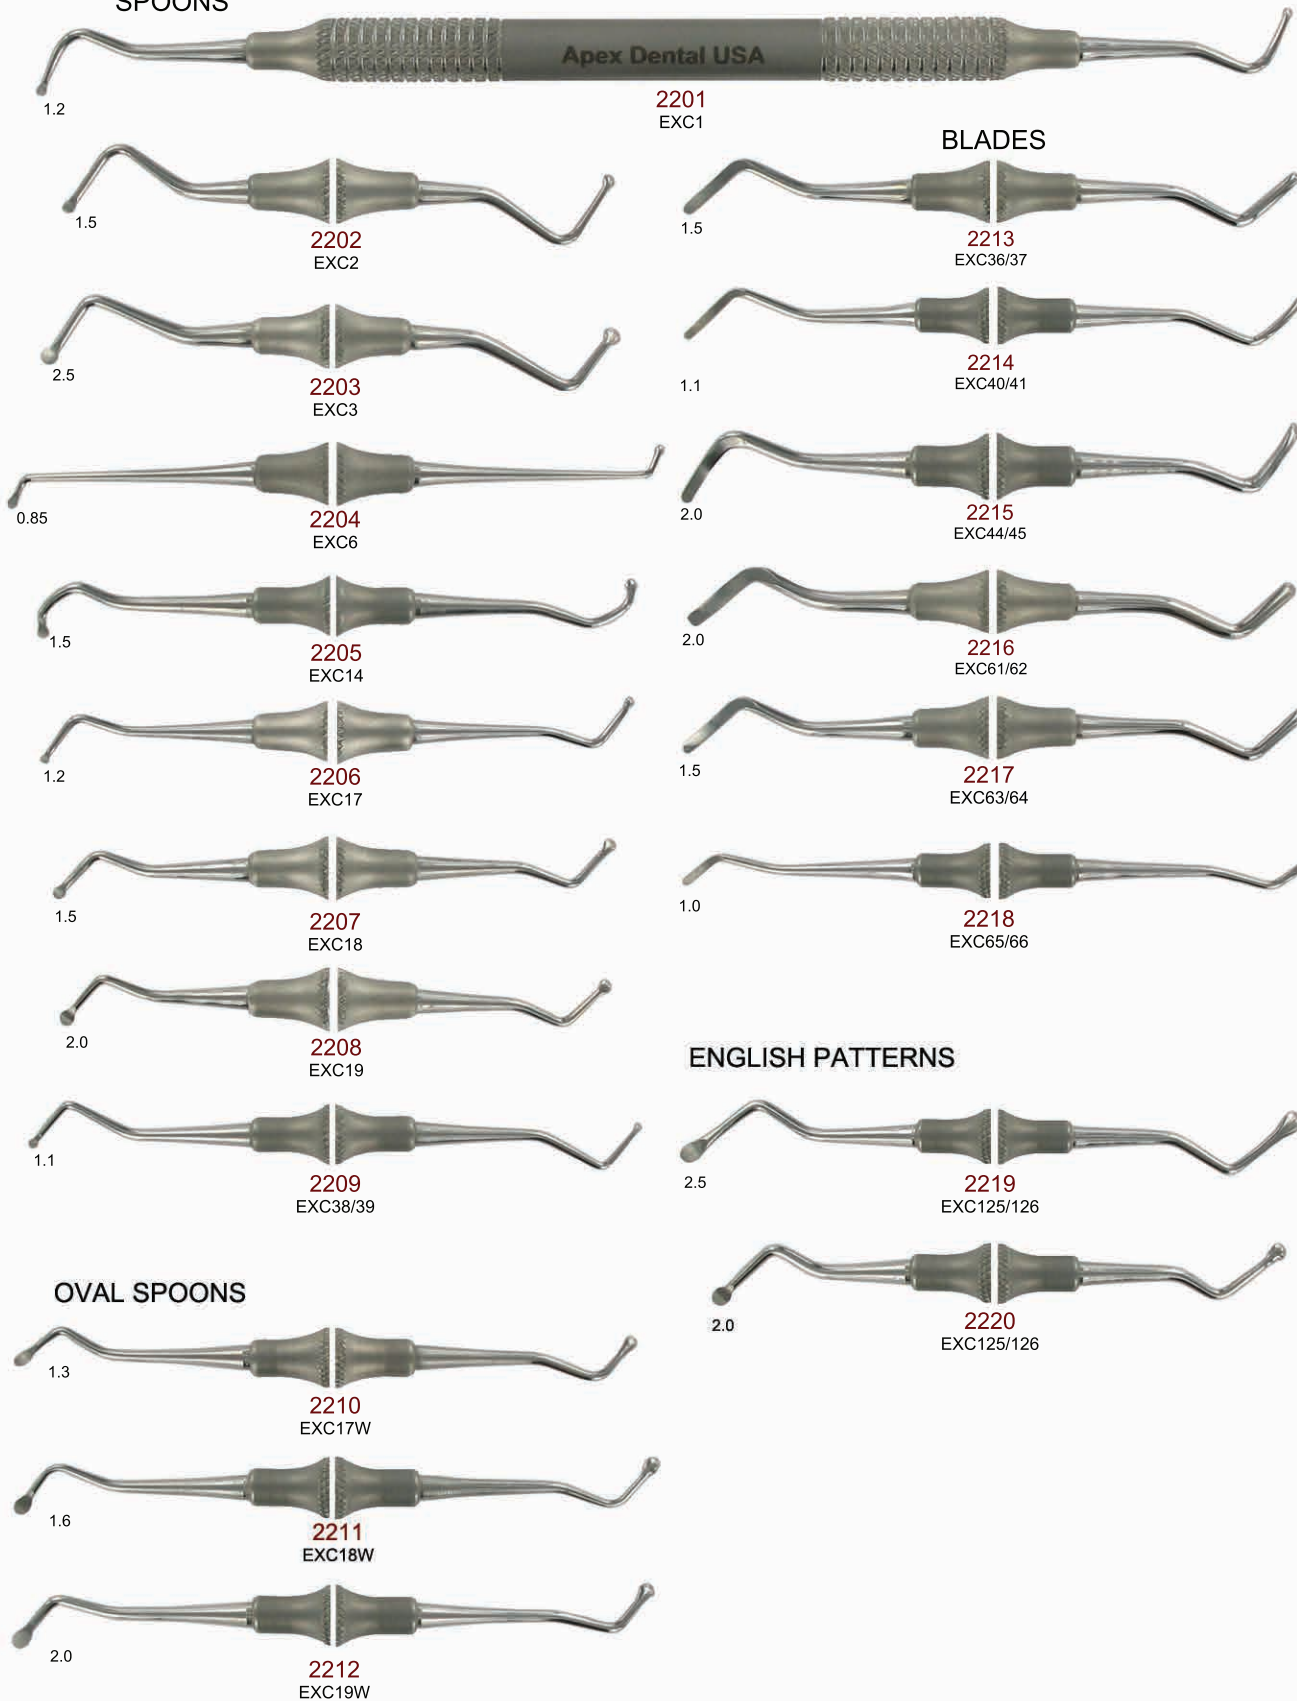 SPOONS
Apex Dental USA
1.2
2201
EXC1
1.5
2202
EXC2
2.5
2203
EXC3
0.85
2204
EXC6
1.5
2205
EXC14
1.2
2206
EXC17
1.5
2207
EXC18
2.0
2208
EXC19
1.1
2209
EXC38/39
OVAL SPOONS
1.3
2210
EXC17W
1.6
2211
EXC18W
2.0
2212
EXC19W
BLADES
1.5
2213
EXC36/37
1.1
2214
EXC40/41
2.0
2215
EXC44/45
2.0
2216
EXC61/62
1.5
2217
EXC63/64
1.0
2218
EXC65/66
ENGLISH PATTERNS
2.5
2219
EXC125/126
2.0
2220
EXC125/126